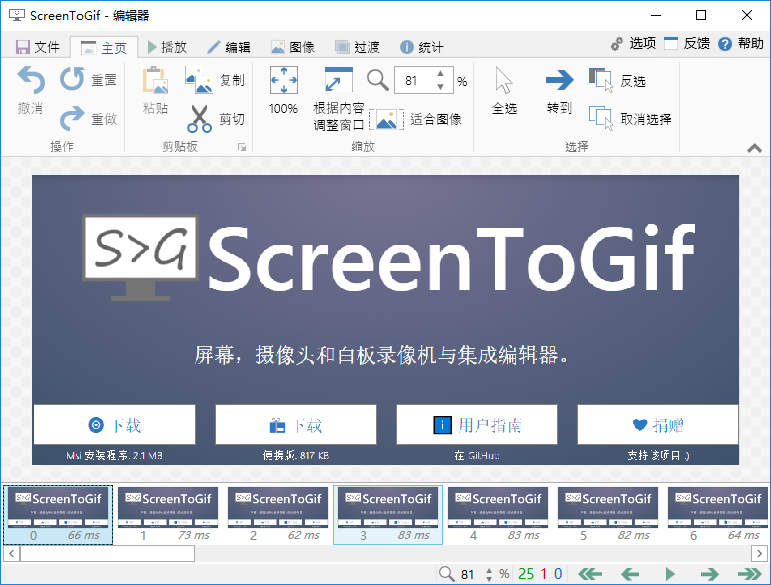 ScreenToGif - 编辑器
文件 主页 播放 编辑 图像 过渡 统计 选项 反馈 帮助
撤消 重置 重做
操作
粘贴 复制 剪切
剪贴板
100% 根据内容调整窗口 81 % 适合图像
缩放
全选 转到 反选 取消选择
选择
S>G ScreenToGif
屏幕，摄像头和白板录像机与集成编辑器。
下载 下载 用户指南 捐赠
Msi 安装程序. 2.1 MB 便携版. 817 KB 在 GitHub 支持该项目 :)
0 66 ms 1 73 ms 2 62 ms 3 83 ms 4 83 ms 5 82 ms 6 64 ms
81 % 25 1 0